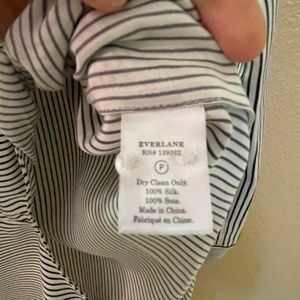 EVERLANE
RN# 139302
P
Dry Clean Only.
100% Silk.
100% Soie.
Made in China.
Fabriqué en Chine.